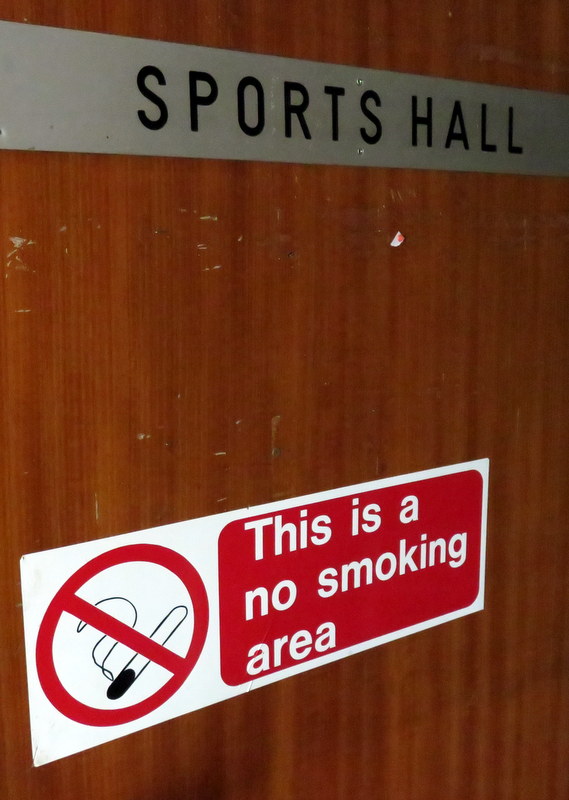 SPORTS HALL
This is a
no smoking
area